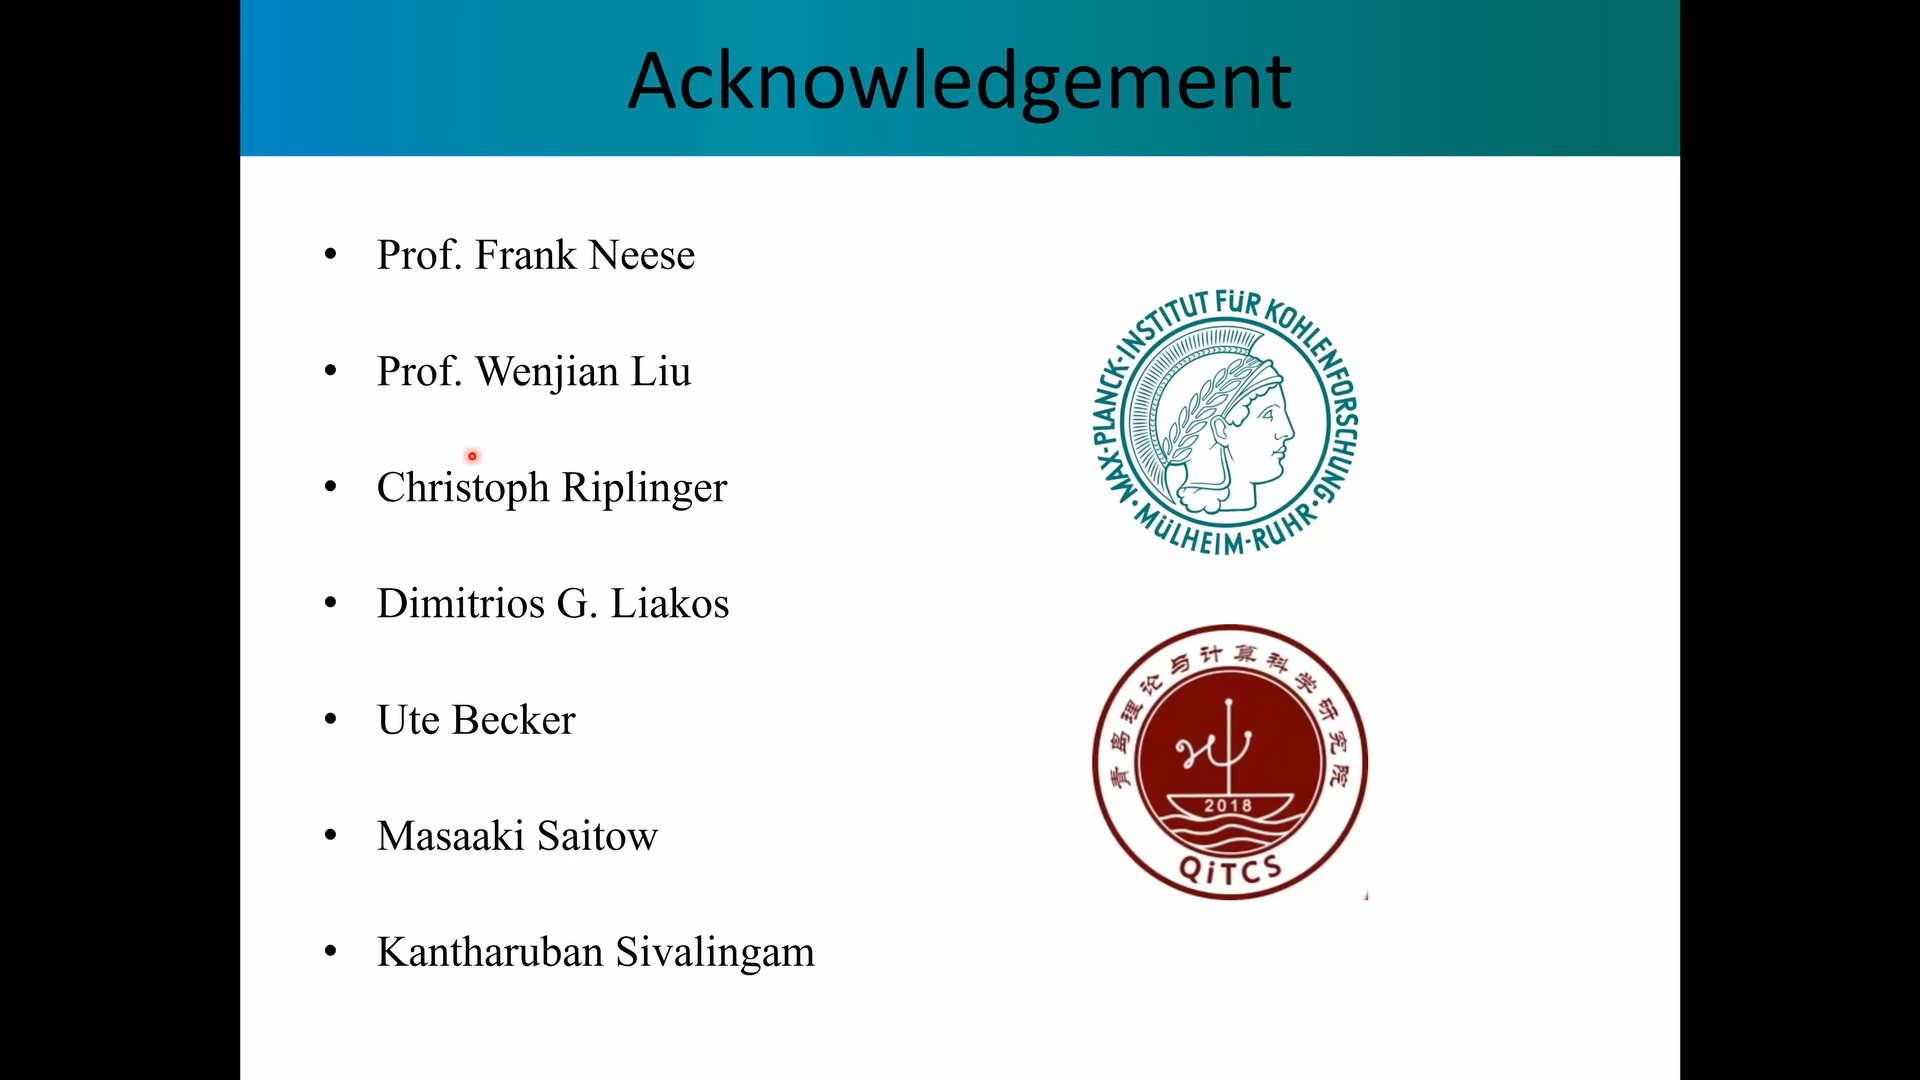 Acknowledgement
• Prof. Frank Neese
• Prof. Wenjian Liu
• Christoph Riplinger
• Dimitrios G. Liakos
• Ute Becker
• Masaaki Saitow
• Kantharuban Sivalingam
MAX-PLANCK-INSTITUT FÜR KOHLENFORSCHUNG
• MÜLHEIM-RUHR •
青岛理论与计算科学研究院
2018
QiTCS